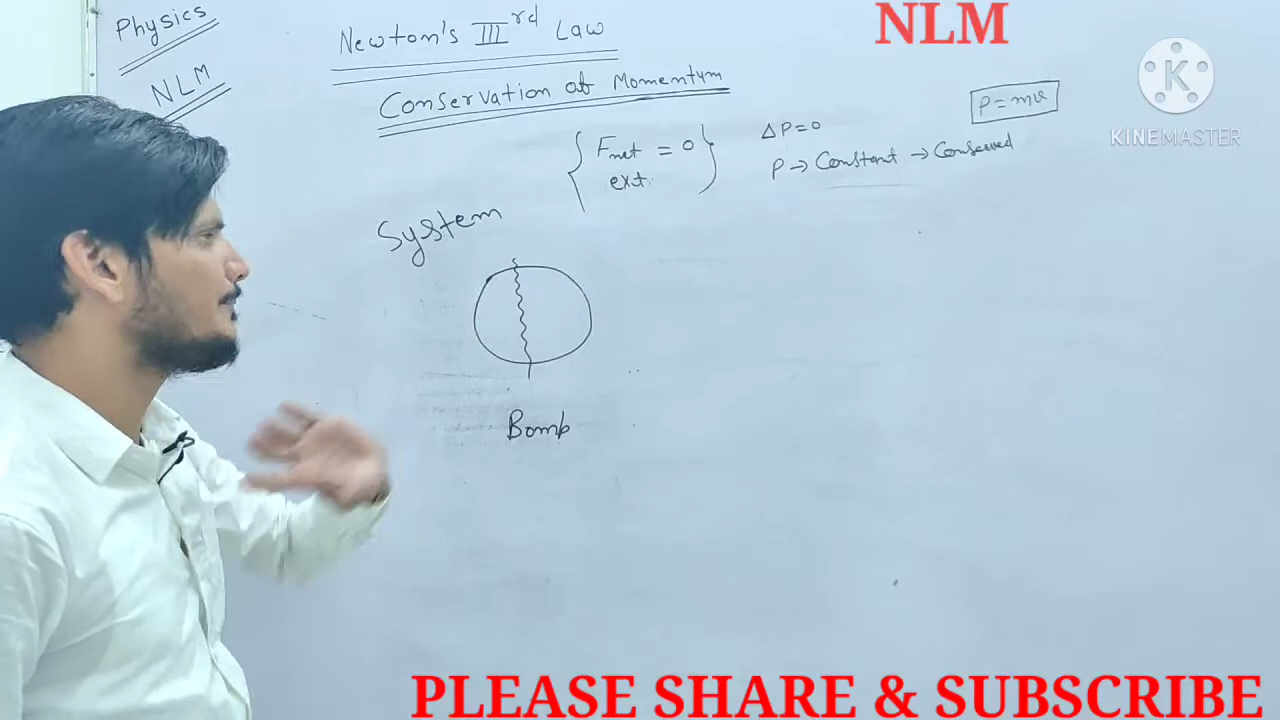 Physics
NLM
Newton's IIIrd Law
Conservation of Momentum
NLM
KINEMASTER
P = mv
Fnet = 0
ext.
ΔP = 0
P → Constant → Conserved
System
Bomb
PLEASE SHARE & SUBSCRIBE